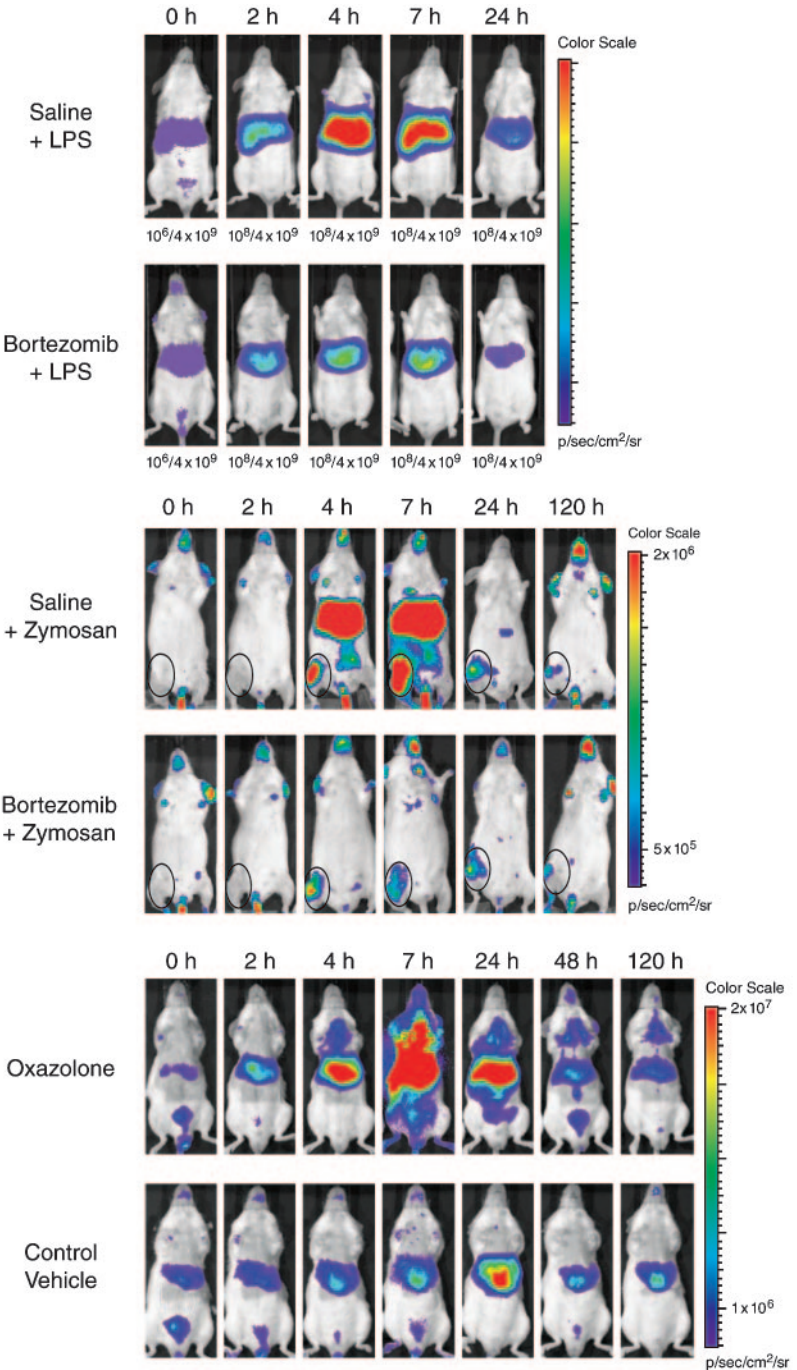 0 h 2 h 4 h 7 h 24 h
Color Scale
Saline
+ LPS
10⁶/4 x 10⁹ 10⁸/4 x 10⁹ 10⁸/4 x 10⁹ 10⁸/4 x 10⁹ 10⁸/4 x 10⁹
Bortezomib
+ LPS
p/sec/cm²/sr
10⁶/4 x 10⁹ 10⁸/4 x 10⁹ 10⁸/4 x 10⁹ 10⁸/4 x 10⁹ 10⁸/4 x 10⁹
0 h 2 h 4 h 7 h 24 h 120 h
Color Scale
2 x 10⁶
Saline
+ Zymosan
Bortezomib
+ Zymosan
5 x 10⁵
p/sec/cm²/sr
0 h 2 h 4 h 7 h 24 h 48 h 120 h
Color Scale
2 x 10⁷
Oxazolone
Control
Vehicle
1 x 10⁶
p/sec/cm²/sr